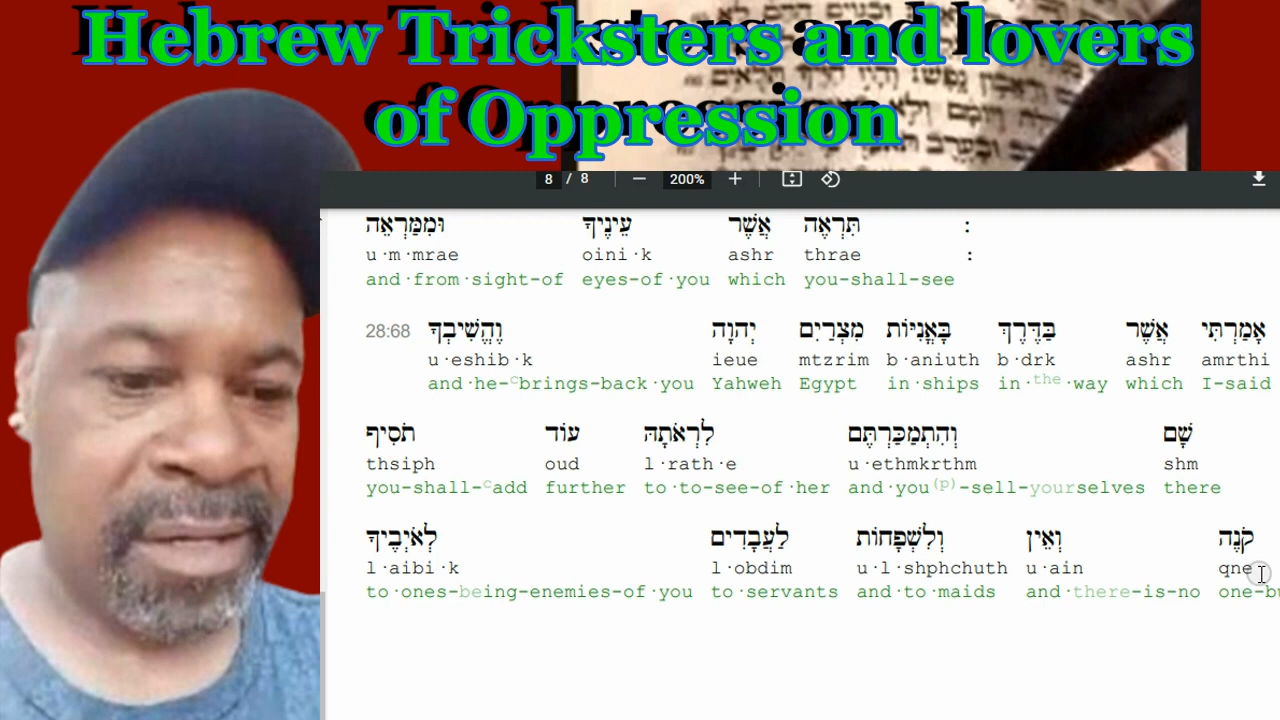 Hebrew Tricksters and lovers
of Oppression
8 / 8 200%
וּמִמַּרְאֵה עֵינֶיךָ אֲשֶׁר תִּרְאֶה :
u·m·mrae oini·k ashr thrae :
and·from·sight-of eyes-of·you which you-shall-see
28:68 וֶהֱשִׁיבְךָ יְהוָה מִצְרַיִם בָּאֳנִיּוֹת בַּדֶּרֶךְ אֲשֶׁר אָמַרְתִּי
u·eshib·k ieue mtzrim b·aniuth b·drk ashr amrthi
and·he-cbrings-back·you Yahweh Egypt in·ships in·the·way which I-said
תֹסִיף עוֹד לִרְאֹתָהּ וְהִתְמַכַּרְתֶּם שָׁם
thsiph oud l·rath·e u·ethmkrthm shm
you-shall-cadd further to·to-see-of·her and·you(p)-sell-yourselves there
לְאֹיְבֶיךָ לַעֲבָדִים וְלִשְׁפָחוֹת וְאֵין קֹנֶה
l·aibi·k l·obdim u·l·shphchuth u·ain qne
to·ones-being-enemies-of·you to·servants and·to·maids and·there-is-no